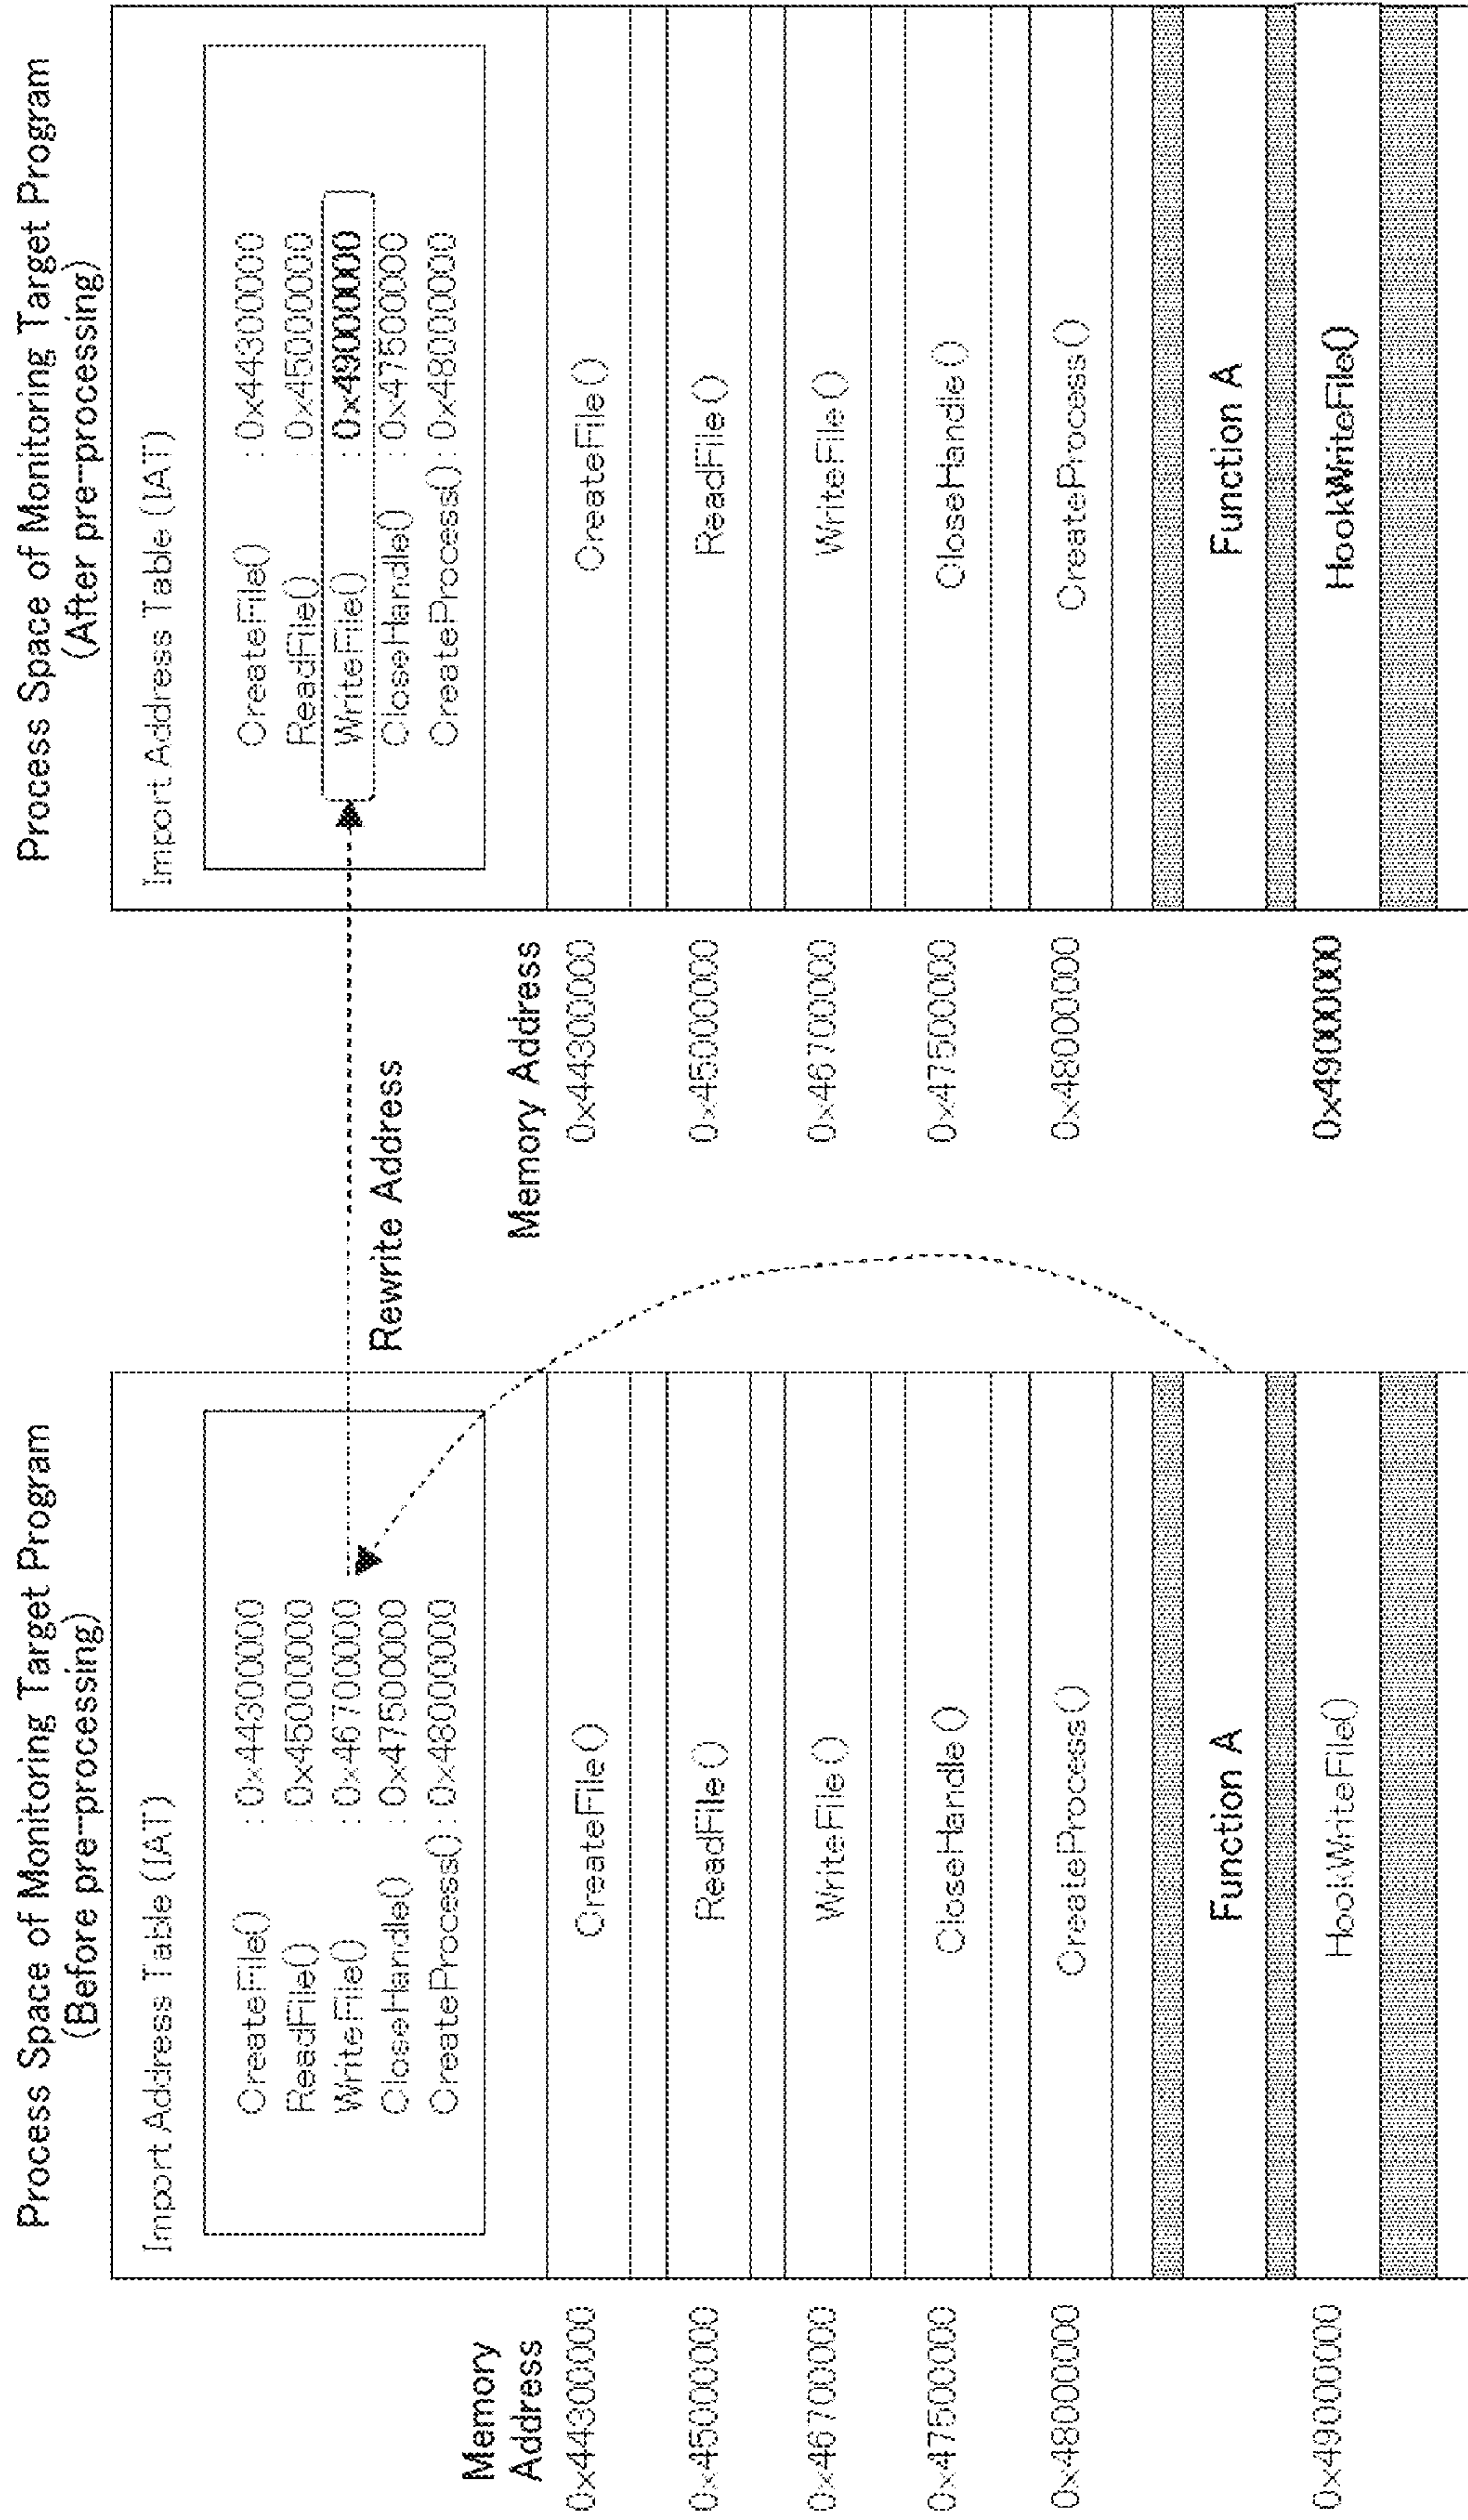 Process Space of Monitoring Target Program
(Before pre-processing)
Import Address Table (IAT)
CreateFile() : 0x44300000
ReadFile() : 0x45000000
WriteFile() : 0x46700000
CloseHandle() : 0x47500000
CreateProcess() : 0x48000000
Memory
Address
0x44300000 CreateFile()
0x45000000 ReadFile()
0x46700000 WriteFile()
0x47500000 CloseHandle()
0x48000000 CreateProcess()
Function A
0x49000000 HookWriteFile()
Rewrite Address
Process Space of Monitoring Target Program
(After pre-processing)
Import Address Table (IAT)
CreateFile() : 0x44300000
ReadFile() : 0x45000000
WriteFile() : 0x49000000
CloseHandle() : 0x47500000
CreateProcess() : 0x48000000
Memory Address
0x44300000 CreateFile()
0x45000000 ReadFile()
0x46700000 WriteFile()
0x47500000 CloseHandle()
0x48000000 CreateProcess()
Function A
0x49000000 HookWriteFile()